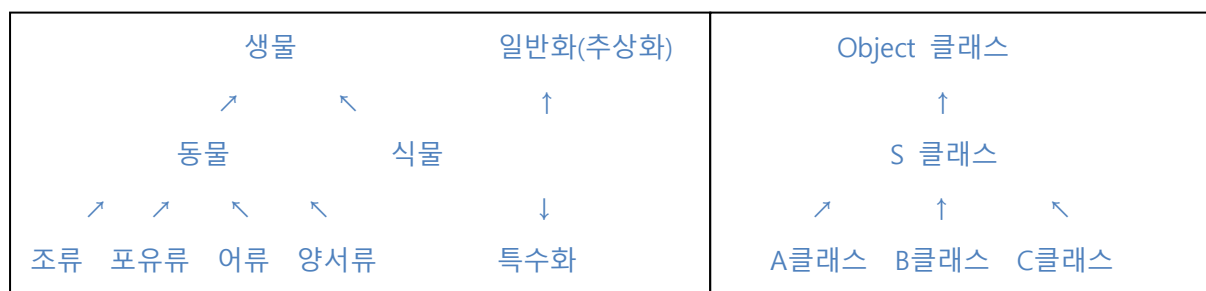 생물 일반화(추상화) Object 클래스
↗ ↖ ↑ ↑
동물 식물 S 클래스
↗ ↗ ↖ ↖ ↓ ↗ ↑ ↖
조류 포유류 어류 양서류 특수화 A클래스 B클래스 C클래스